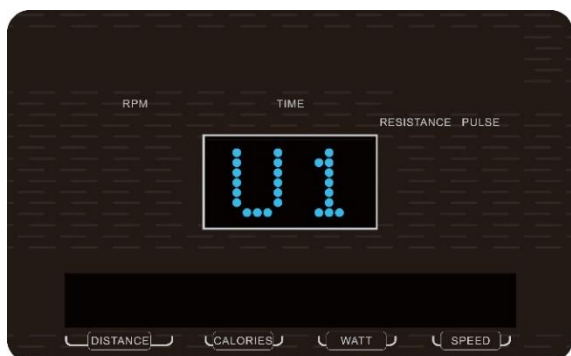 RPM TIME
RESISTANCE PULSE
U1
DISTANCE CALORIES WATT SPEED